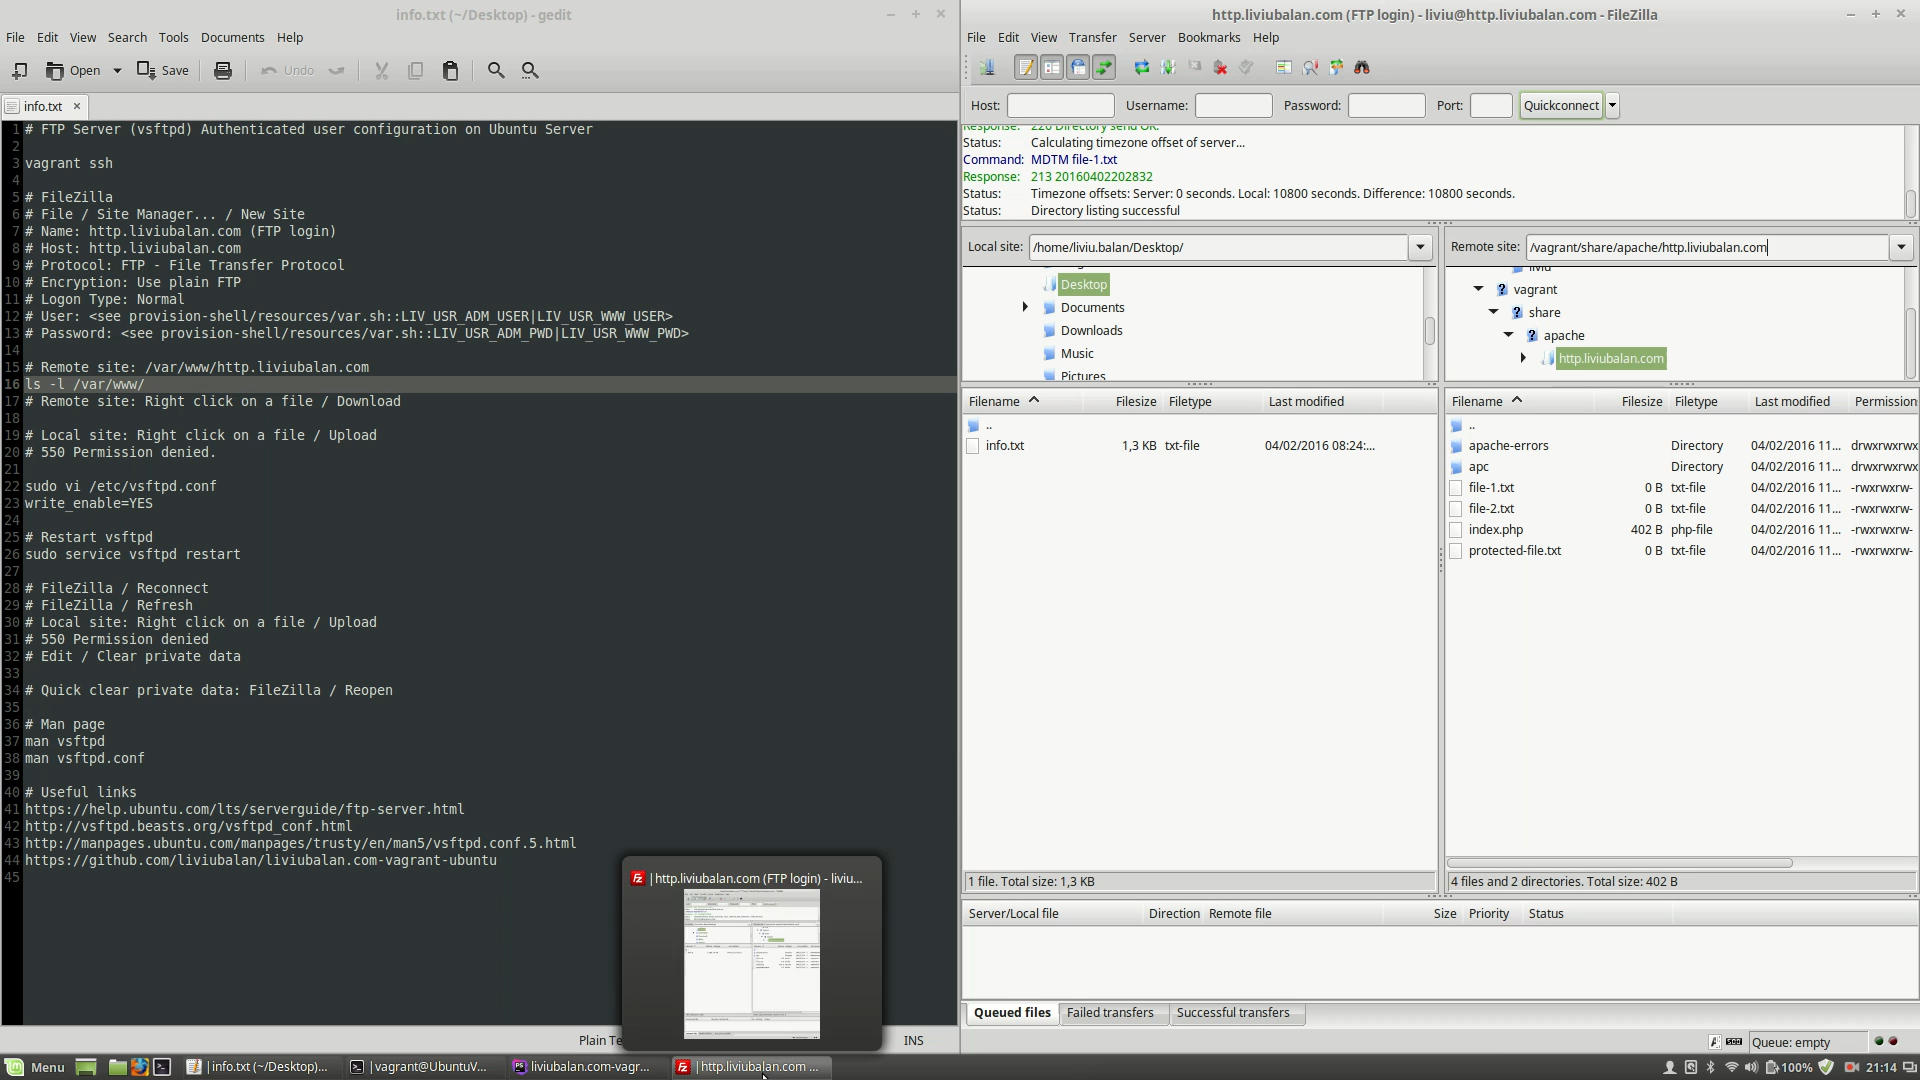 info.txt (~/Desktop) - gedit
File Edit View Search Tools Documents Help
Open Save Undo
info.txt
1 # FTP Server (vsftpd) Authenticated user configuration on Ubuntu Server
2
3 vagrant ssh
4
5 # FileZilla
6 # File / Site Manager... / New Site
7 # Name: http.liviubalan.com (FTP login)
8 # Host: http.liviubalan.com
9 # Protocol: FTP - File Transfer Protocol
10 # Encryption: Use plain FTP
11 # Logon Type: Normal
12 # User: <see provision-shell/resources/var.sh::LIV_USR_ADM_USER|LIV_USR_WWW_USER>
13 # Password: <see provision-shell/resources/var.sh::LIV_USR_ADM_PWD|LIV_USR_WWW_PWD>
14
15 # Remote site: /var/www/http.liviubalan.com
16 ls -l /var/www/
17 # Remote site: Right click on a file / Download
18
19 # Local site: Right click on a file / Upload
20 # 550 Permission denied.
21
22 sudo vi /etc/vsftpd.conf
23 write_enable=YES
24
25 # Restart vsftpd
26 sudo service vsftpd restart
27
28 # FileZilla / Reconnect
29 # FileZilla / Refresh
30 # Local site: Right click on a file / Upload
31 # 550 Permission denied
32 # Edit / Clear private data
33
34 # Quick clear private data: FileZilla / Reopen
35
36 # Man page
37 man vsftpd
38 man vsftpd.conf
39
40 # Useful links
41 https://help.ubuntu.com/lts/serverguide/ftp-server.html
42 http://vsftpd.beasts.org/vsftpd_conf.html
43 http://manpages.ubuntu.com/manpages/trusty/en/man5/vsftpd.conf.5.html
44 https://github.com/liviubalan/liviubalan.com-vagrant-ubuntu
45
Plain Te
INS
http.liviubalan.com (FTP login) - liviu@http.liviubalan.com - FileZilla
File Edit View Transfer Server Bookmarks Help
Host: Username: Password: Port: Quickconnect
Response: 226 Directory send OK.
Status: Calculating timezone offset of server...
Command: MDTM file-1.txt
Response: 213 20160402202832
Status: Timezone offsets: Server: 0 seconds. Local: 10800 seconds. Difference: 10800 seconds.
Status: Directory listing successful
Local site: /home/liviu.balan/Desktop/
Desktop
Documents
Downloads
Music
Pictures
Remote site: /vagrant/share/apache/http.liviubalan.com
liviu
vagrant
share
apache
http.liviubalan.com
Filename Filesize Filetype Last modified
..
info.txt 1,3 KB txt-file 04/02/2016 08:24:...
1 file. Total size: 1,3 KB
Filename Filesize Filetype Last modified Permission
..
apache-errors Directory 04/02/2016 11... drwxrwxrwx
apc Directory 04/02/2016 11... drwxrwxrwx
file-1.txt 0 B txt-file 04/02/2016 11... -rwxrwxrw-
file-2.txt 0 B txt-file 04/02/2016 11... -rwxrwxrw-
index.php 402 B php-file 04/02/2016 11... -rwxrwxrw-
protected-file.txt 0 B txt-file 04/02/2016 11... -rwxrwxrw-
4 files and 2 directories. Total size: 402 B
Server/Local file Direction Remote file Size Priority Status
Queued files Failed transfers Successful transfers
Queue: empty
|http.liviubalan.com (FTP login) - liviu...
Menu |info.txt (~/Desktop)... |vagrant@UbuntuV... liviubalan.com-vagr... |http.liviubalan.com ... 100% 21:14